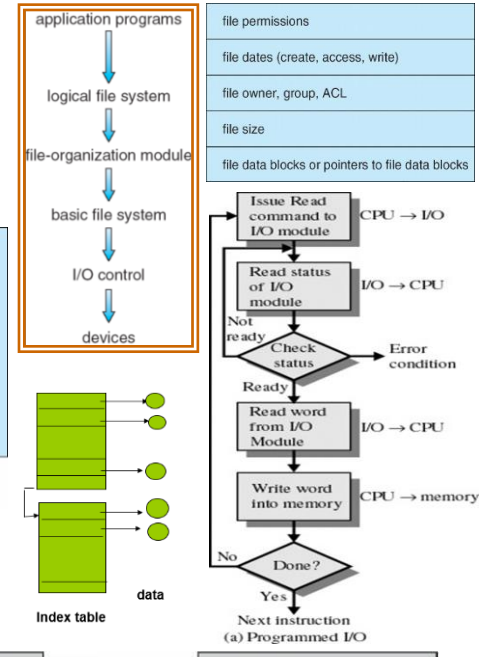 application programs
logical file system
file-organization module
basic file system
I/O control
devices
file permissions
file dates (create, access, write)
file owner, group, ACL
file size
file data blocks or pointers to file data blocks
Issue Read
command to
I/O module
CPU → I/O
Read status
of I/O
module
I/O → CPU
Not
ready
Check
status
Error
condition
Ready
Read word
from I/O
Module
I/O → CPU
Write word
into memory
CPU → memory
No
Done?
Yes
Next instruction
(a) Programmed I/O
data
Index table